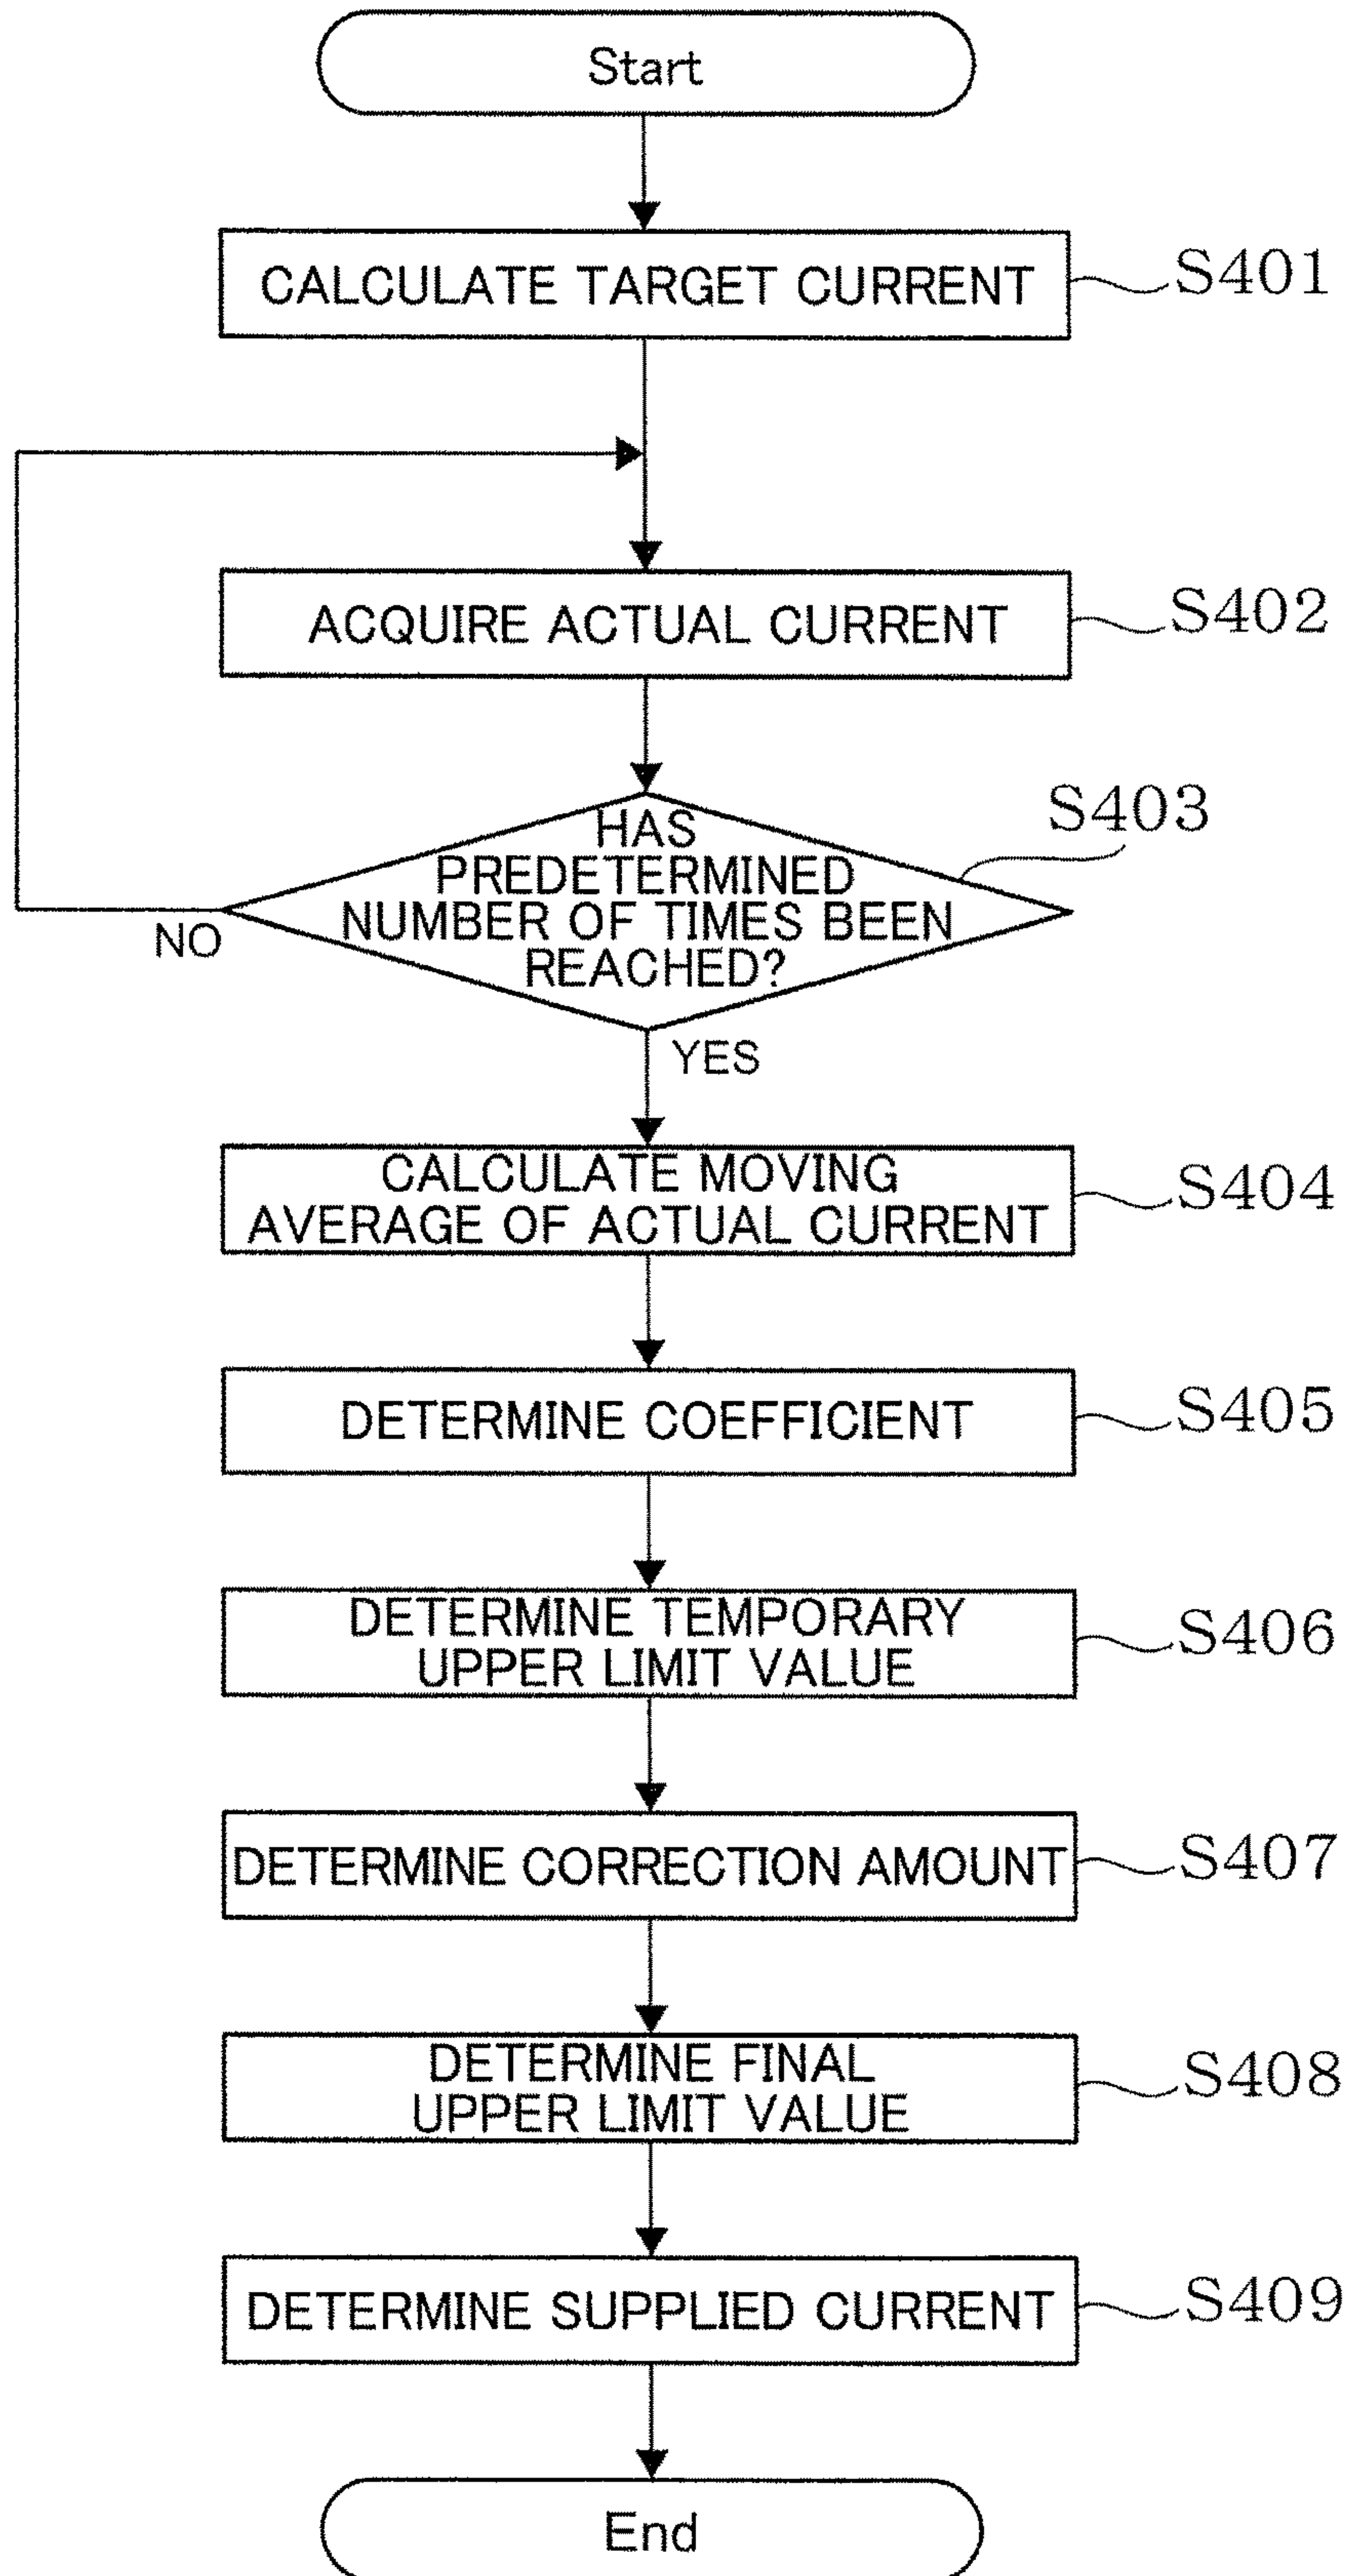 Start
CALCULATE TARGET CURRENT
S401
ACQUIRE ACTUAL CURRENT
S402
S403
HAS
PREDETERMINED
NUMBER OF TIMES BEEN
REACHED?
NO
YES
CALCULATE MOVING
AVERAGE OF ACTUAL CURRENT
S404
DETERMINE COEFFICIENT
S405
DETERMINE TEMPORARY
UPPER LIMIT VALUE
S406
DETERMINE CORRECTION AMOUNT
S407
DETERMINE FINAL
UPPER LIMIT VALUE
S408
DETERMINE SUPPLIED CURRENT
S409
End